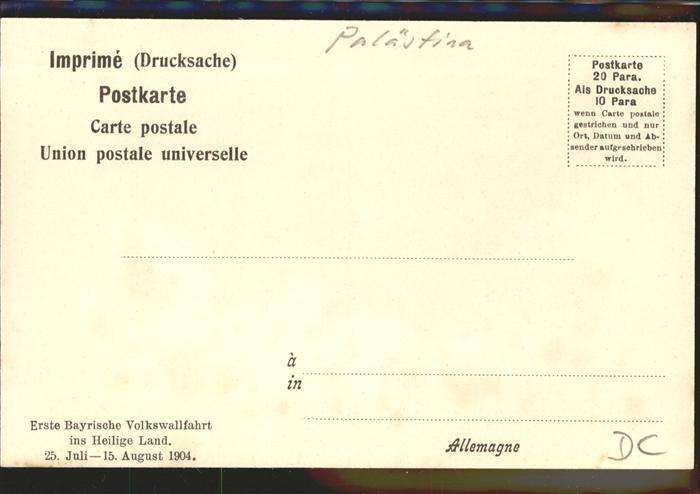 Palästina
Imprimé (Drucksache)
Postkarte
Carte postale
Union postale universelle
Postkarte
20 Para.
Als Drucksache
10 Para
wenn Carte postale
gestrichen und nur
Ort, Datum und Ab-
sender aufgeschrieben
wird.
à
in
Erste Bayrische Volkswallfahrt
ins Heilige Land.
25. Juli—15. August 1904.
Allemagne
DC